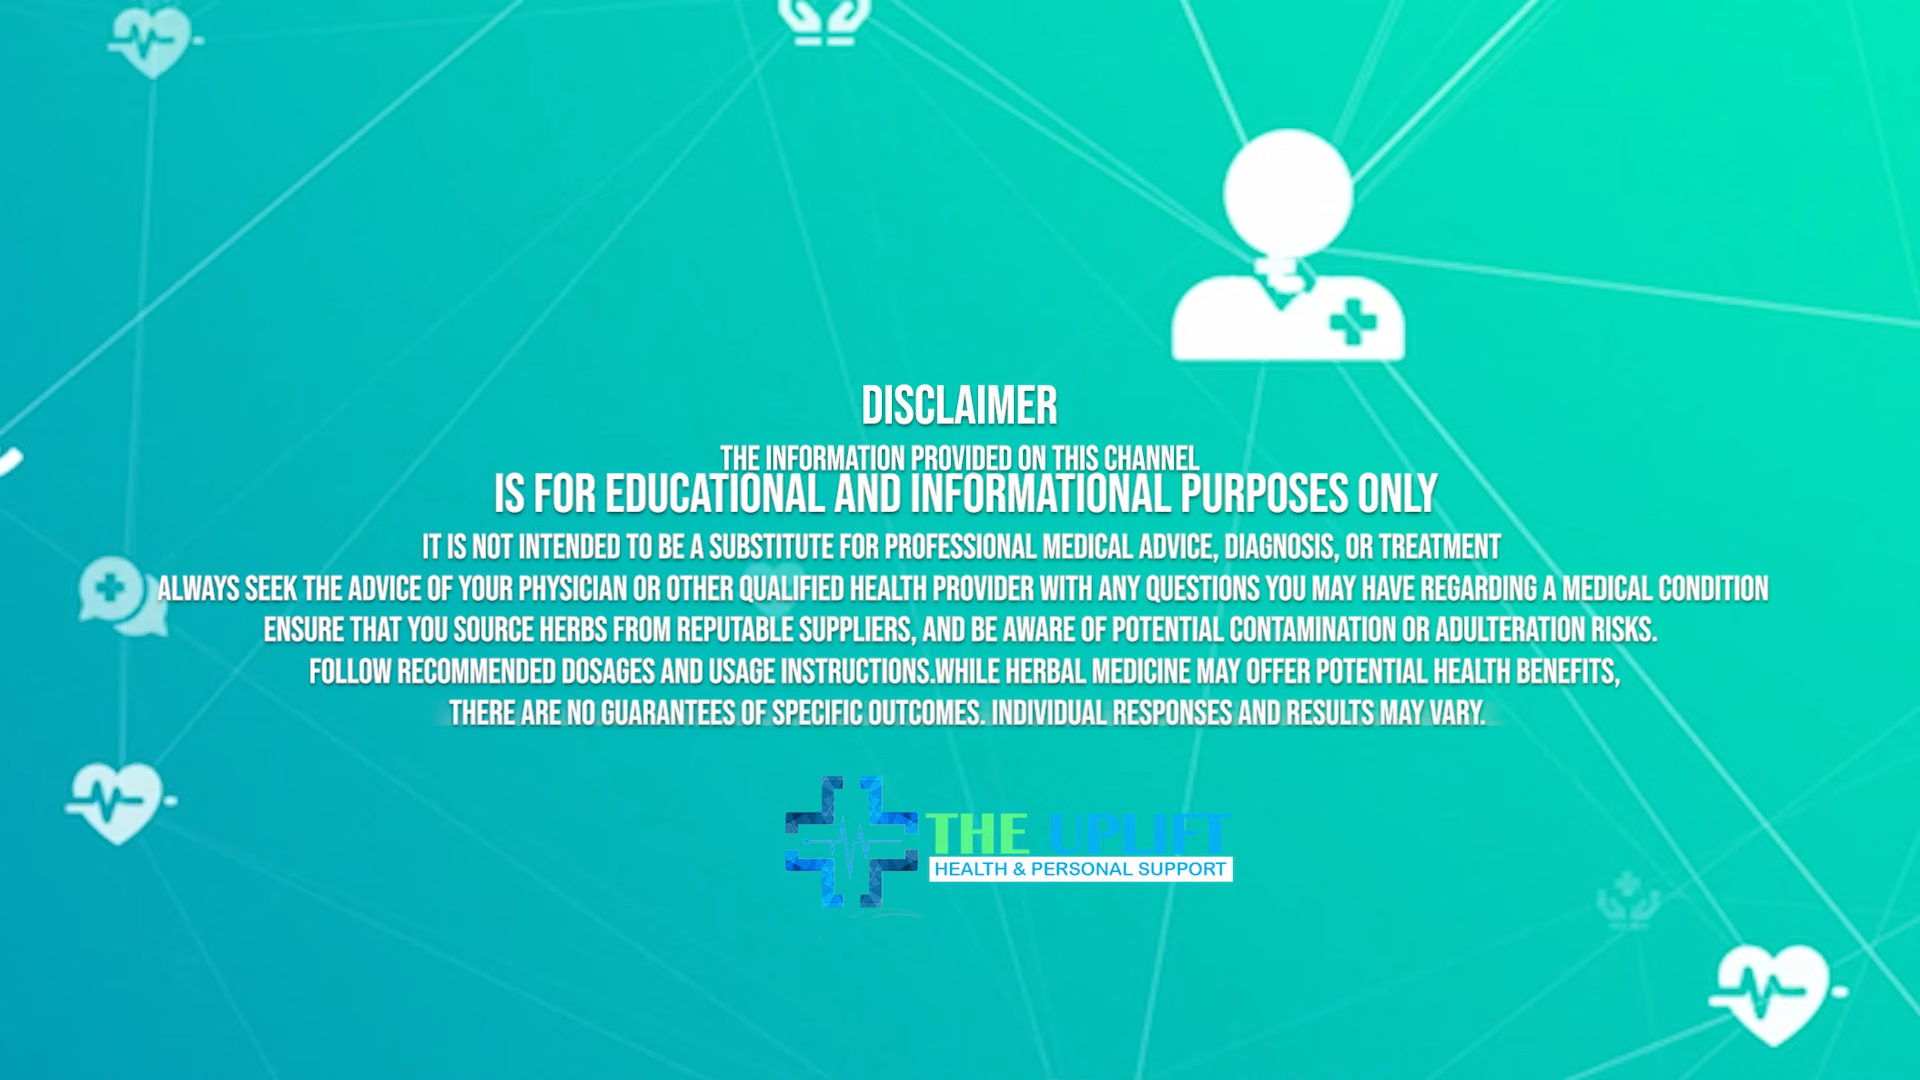 DISCLAIMER
THE INFORMATION PROVIDED ON THIS CHANNEL
IS FOR EDUCATIONAL AND INFORMATIONAL PURPOSES ONLY
IT IS NOT INTENDED TO BE A SUBSTITUTE FOR PROFESSIONAL MEDICAL ADVICE, DIAGNOSIS, OR TREATMENT
ALWAYS SEEK THE ADVICE OF YOUR PHYSICIAN OR OTHER QUALIFIED HEALTH PROVIDER WITH ANY QUESTIONS YOU MAY HAVE REGARDING A MEDICAL CONDITION
ENSURE THAT YOU SOURCE HERBS FROM REPUTABLE SUPPLIERS, AND BE AWARE OF POTENTIAL CONTAMINATION OR ADULTERATION RISKS.
FOLLOW RECOMMENDED DOSAGES AND USAGE INSTRUCTIONS.WHILE HERBAL MEDICINE MAY OFFER POTENTIAL HEALTH BENEFITS,
THERE ARE NO GUARANTEES OF SPECIFIC OUTCOMES. INDIVIDUAL RESPONSES AND RESULTS MAY VARY.
THE UPLIFT
HEALTH & PERSONAL SUPPORT